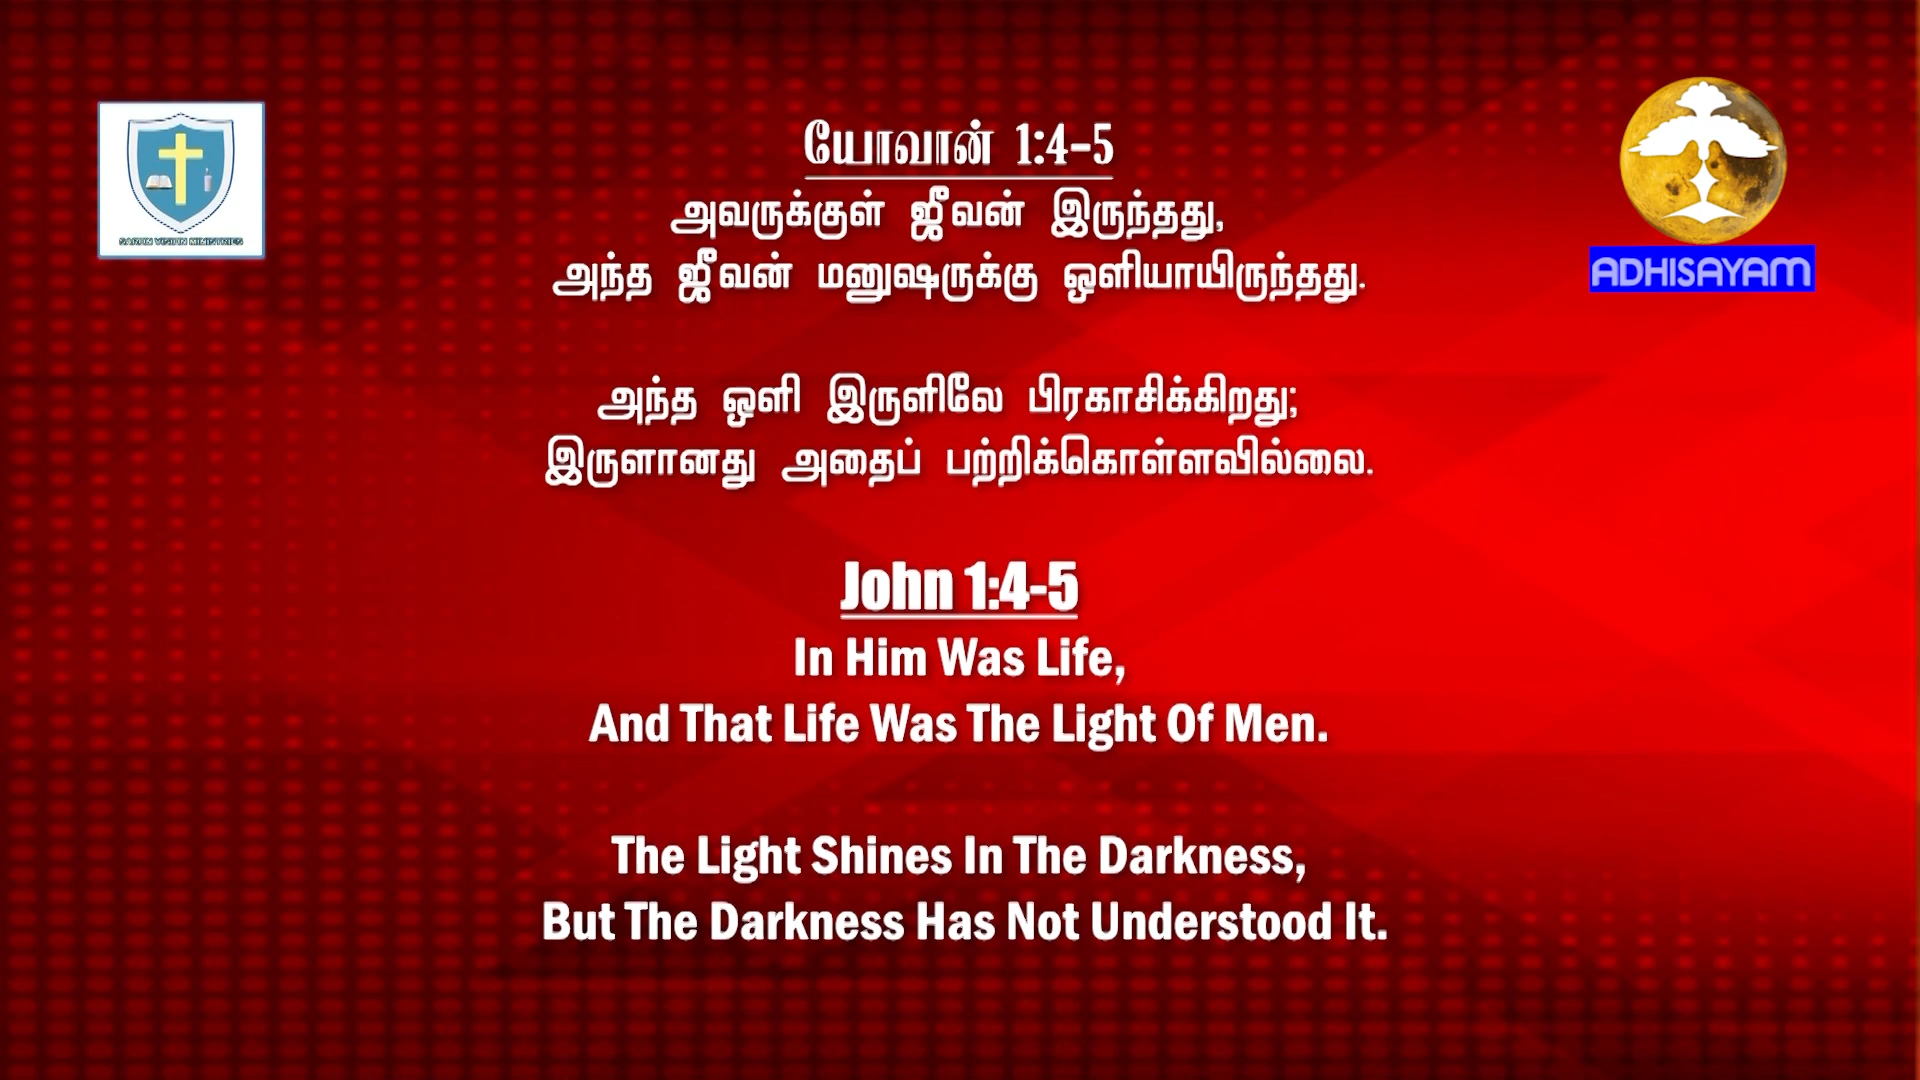 யோவான் 1:4-5
அவருக்குள் ஜீவன் இருந்தது,
அந்த ஜீவன் மனுஷருக்கு ஒளியாயிருந்தது.
அந்த ஒளி இருளிலே பிரகாசிக்கிறது;
இருளானது அதைப் பற்றிக்கொள்ளவில்லை.
John 1:4-5
In Him Was Life,
And That Life Was The Light Of Men.
The Light Shines In The Darkness,
But The Darkness Has Not Understood It.
MINISTRIES
ADHISAYAM